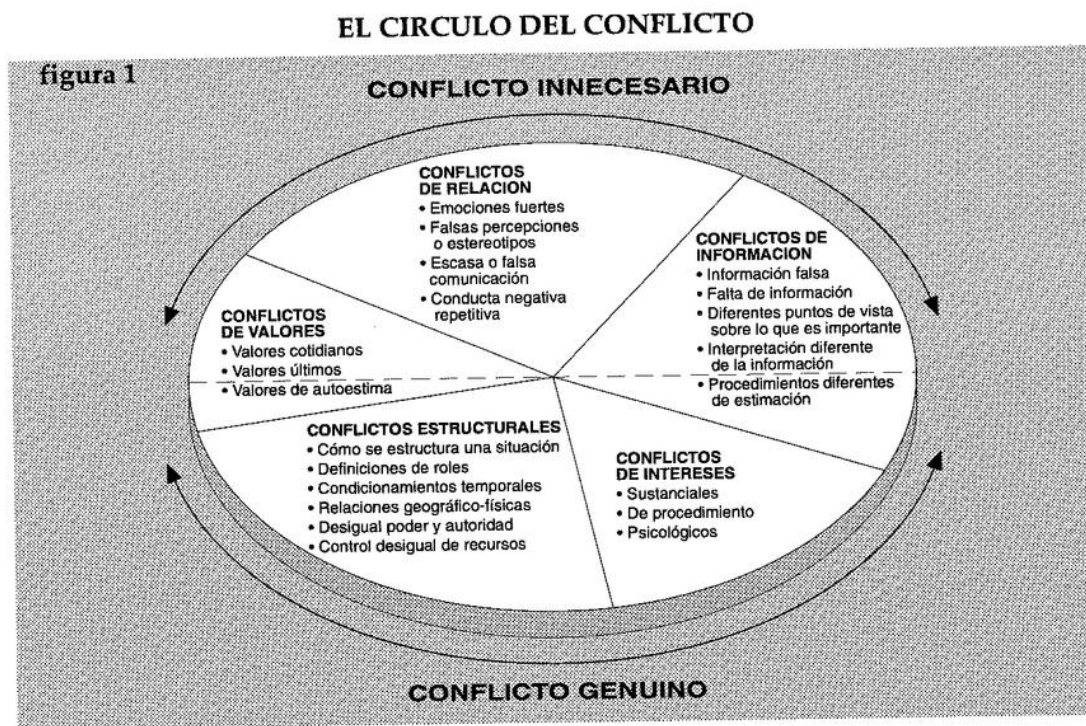 EL CIRCULO DEL CONFLICTO
figura 1
CONFLICTO INNECESARIO
CONFLICTOS
DE RELACION
• Emociones fuertes
• Falsas percepciones
o estereotipos
• Escasa o falsa
comunicación
• Conducta negativa
repetitiva
CONFLICTOS DE
INFORMACION
• Información falsa
• Falta de información
• Diferentes puntos de vista
sobre lo que es importante
• Interpretación diferente
de la información
• Procedimientos diferentes
de estimación
CONFLICTOS
DE VALORES
• Valores cotidianos
• Valores últimos
• Valores de autoestima
CONFLICTOS ESTRUCTURALES
• Cómo se estructura una situación
• Definiciones de roles
• Condicionamientos temporales
• Relaciones geográfico-físicas
• Desigual poder y autoridad
• Control desigual de recursos
CONFLICTOS
DE INTERESES
• Sustanciales
• De procedimiento
• Psicológicos
CONFLICTO GENUINO